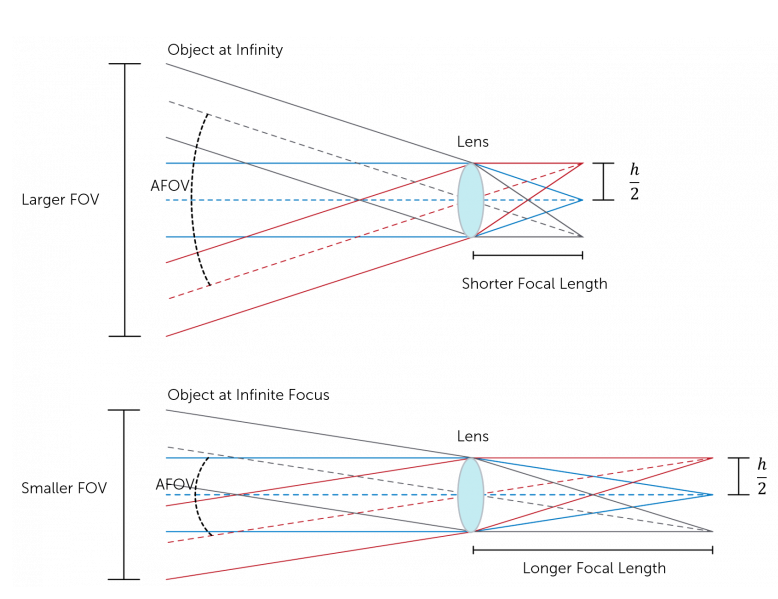 Object at Infinity
Lens
h
2
AFOV
Larger FOV
Shorter Focal Length
Object at Infinite Focus
Lens
h
2
AFOV
Smaller FOV
Longer Focal Length